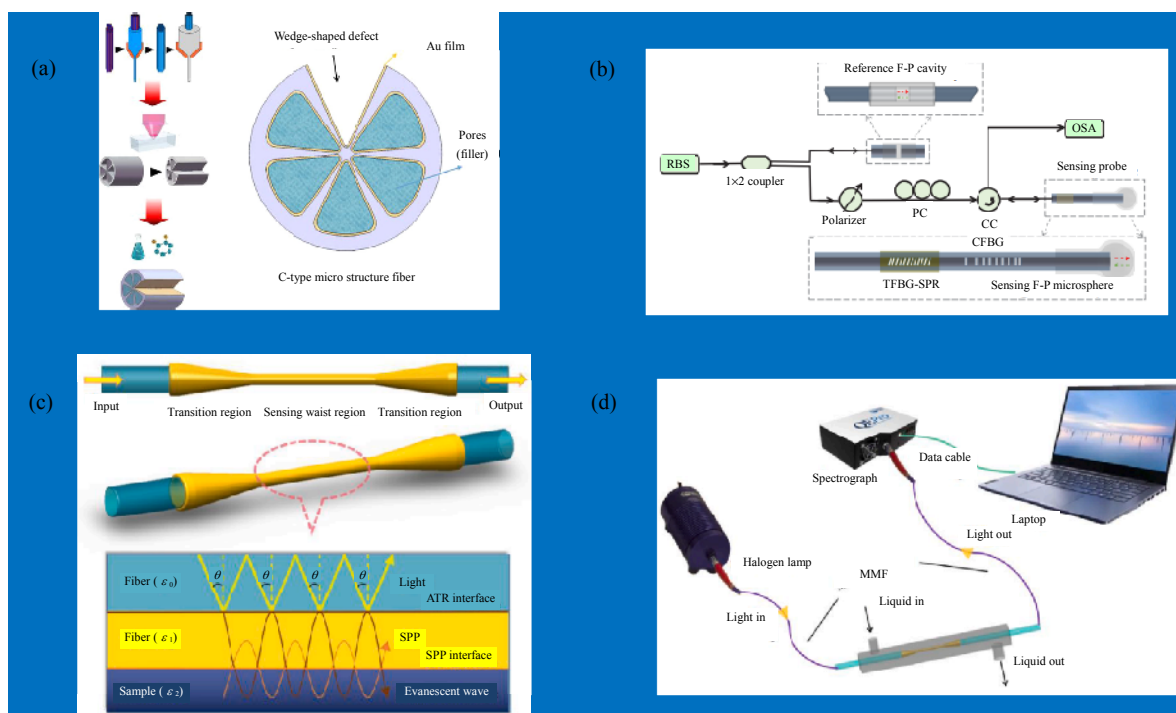 (a)
Wedge-shaped defect
Au film
Pores
(filler)
C-type micro structure fiber
(b)
Reference F-P cavity
RBS
1×2 coupler
OSA
Sensing probe
Polarizer
PC
CC
CFBG
TFBG-SPR
Sensing F-P microsphere
(c)
Input
Transition region
Sensing waist region
Transition region
Output
Fiber ( ε₀)
θ
θ
θ
θ
Light
ATR interface
Fiber (ε₁)
SPP
SPP interface
Sample ( ε₂)
Evanescent wave
(d)
Spectrograph
Data cable
Laptop
Halogen lamp
Light out
MMF
Light in
Liquid in
Liquid out